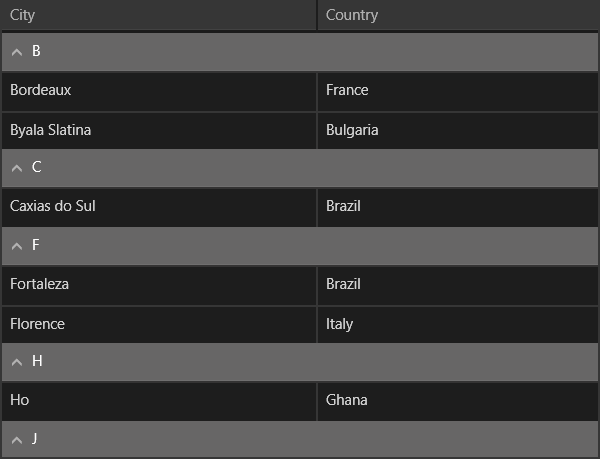 City Country
B
Bordeaux France
Byala Slatina Bulgaria
C
Caxias do Sul Brazil
F
Fortaleza Brazil
Florence Italy
H
Ho Ghana
J